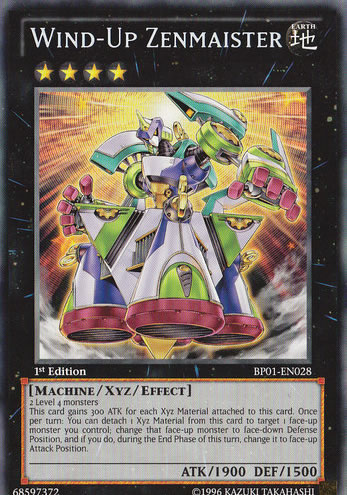 WIND-UP ZENMAISTER
EARTH
地
1st Edition
BP01-EN028
[MACHINE/XYZ/EFFECT]
2 Level 4 monsters
This card gains 300 ATK for each Xyz Material attached to this card. Once
per turn: You can detach 1 Xyz Material from this card to target 1 face-up
monster you control; change that face-up monster to face-down Defense
Position, and if you do, during the End Phase of this turn, change it to face-up
Attack Position.
ATK/1900 DEF/1500
68597372
©1996 KAZUKI TAKAHASHI